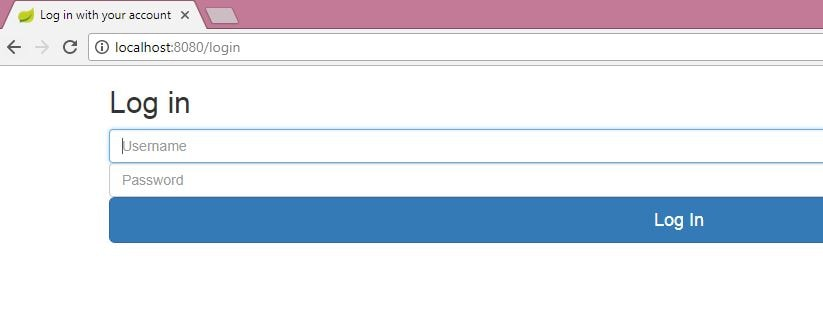 Log in with your account
localhost:8080/login
Log in
Username
Password
Log In